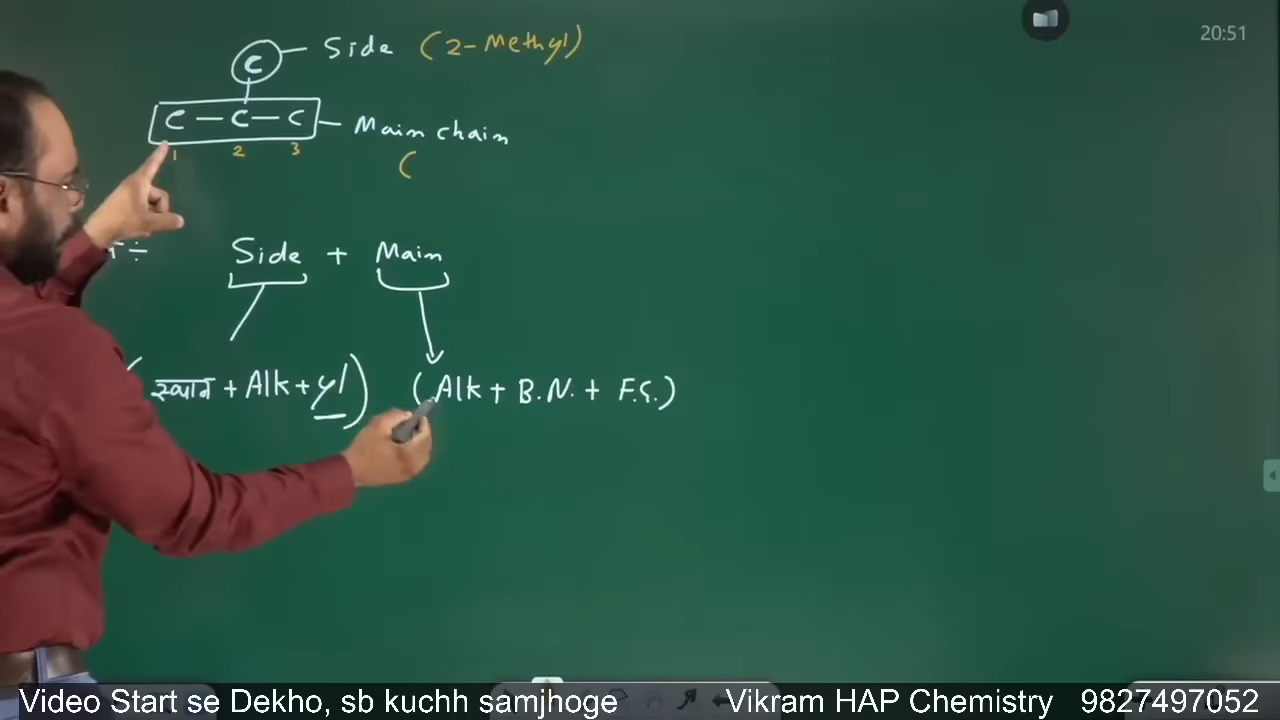 20:51
C — Side (2-Methyl)
C — C — C — Main chain
1 2 3 (
Side + Main
(स्थान + Alk + yl) (Alk + B.N. + F.G.)
Video Start se Dekho, sb kuchh samjhoge Vikram HAP Chemistry 9827497052